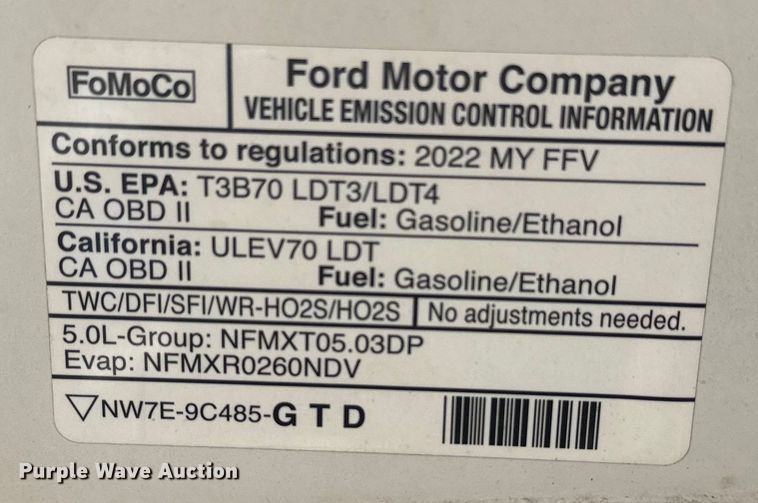 FoMoCo
Ford Motor Company
VEHICLE EMISSION CONTROL INFORMATION
Conforms to regulations: 2022 MY FFV
U.S. EPA: T3B70 LDT3/LDT4
CA OBD II Fuel: Gasoline/Ethanol
California: ULEV70 LDT
CA OBD II Fuel: Gasoline/Ethanol
TWC/DFI/SFI/WR-HO2S/HO2S No adjustments needed.
5.0L-Group: NFMXT05.03DP
Evap: NFMXR0260NDV
▽NW7E-9C485-G T D
Purple Wave Auction